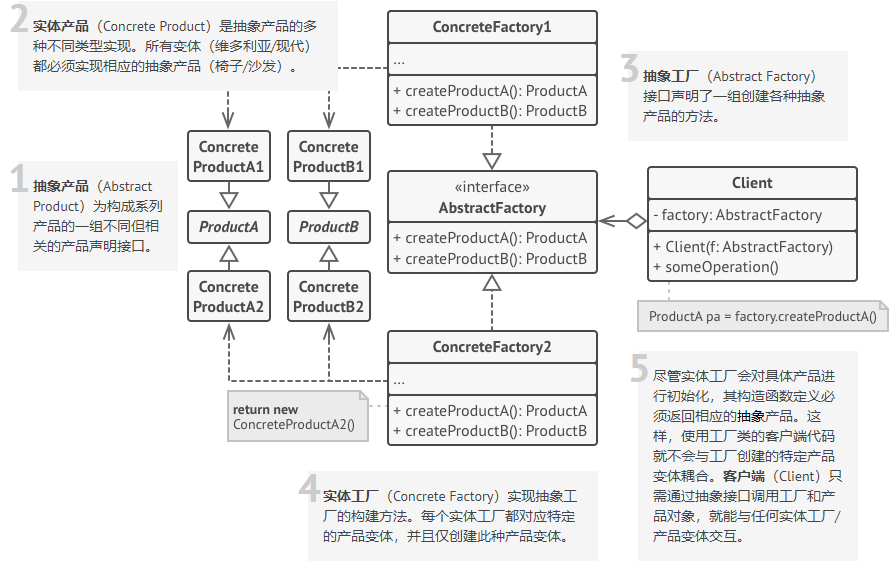 2
实体产品（Concrete Product）是抽象产品的多
种不同类型实现。所有变体（维多利亚/现代）
都必须实现相应的抽象产品（椅子/沙发）。
ConcreteFactory1
...
+ createProductA(): ProductA
+ createProductB(): ProductB
3
抽象工厂（Abstract Factory）
接口声明了一组创建各种抽象
产品的方法。
Concrete
ProductA1
Concrete
ProductB1
1
抽象产品（Abstract
Product）为构成系列
产品的一组不同但相
关的产品声明接口。
ProductA
ProductB
«interface»
AbstractFactory
+ createProductA(): ProductA
+ createProductB(): ProductB
Client
- factory: AbstractFactory
+ Client(f: AbstractFactory)
+ someOperation()
Concrete
ProductA2
Concrete
ProductB2
ProductA pa = factory.createProductA()
ConcreteFactory2
...
+ createProductA(): ProductA
+ createProductB(): ProductB
return new
ConcreteProductA2()
5
尽管实体工厂会对具体产品进
行初始化，其构造函数定义必
须返回相应的抽象产品。这
样，使用工厂类的客户端代码
就不会与工厂创建的特定产品
变体耦合。客户端（Client）只
需通过抽象接口调用工厂和产
品对象，就能与任何实体工厂/
产品变体交互。
4
实体工厂（Concrete Factory）实现抽象工
厂的构建方法。每个实体工厂都对应特定
的产品变体，并且仅创建此种产品变体。